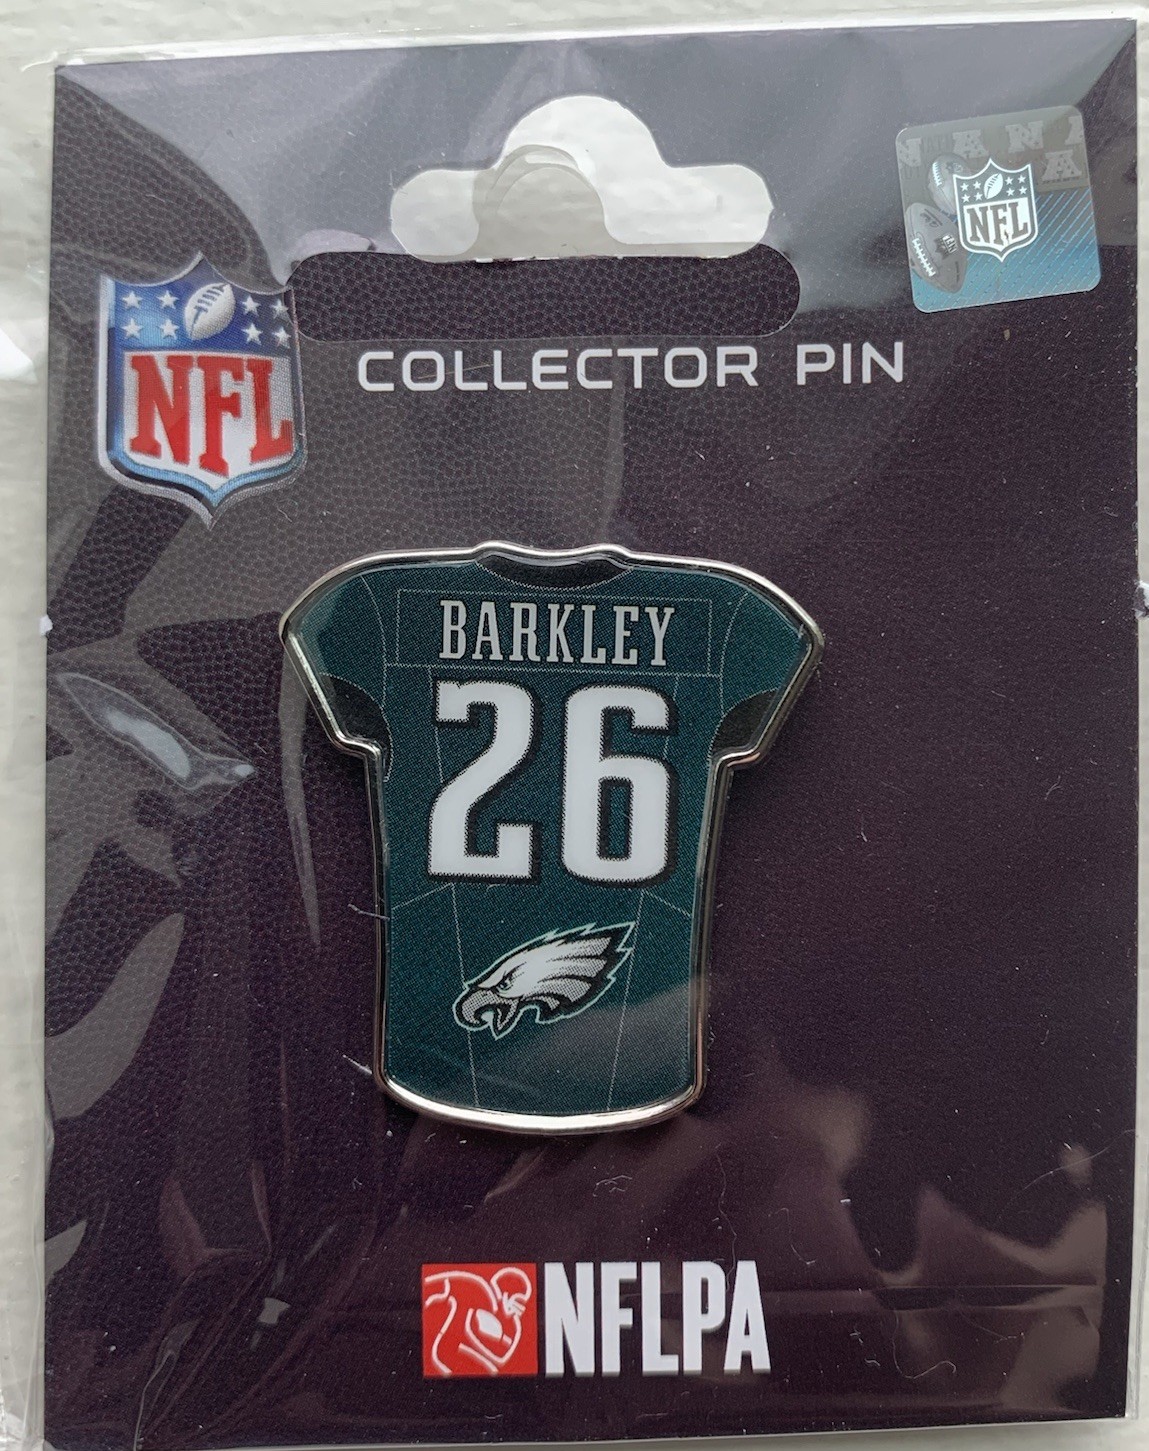 NFL
NFL
COLLECTOR PIN
BARKLEY
26
NFLPA